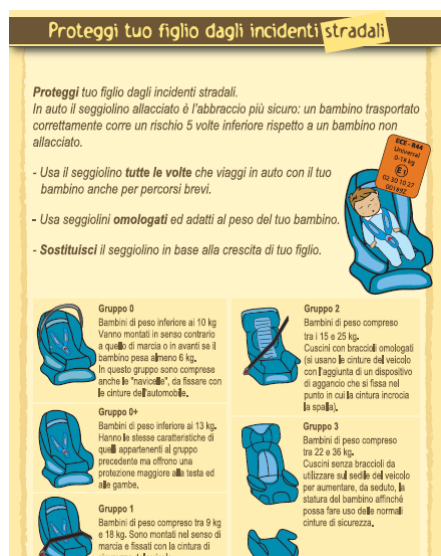 Proteggi tuo figlio dagli incidenti stradali
Proteggi tuo figlio dagli incidenti stradali.
In auto il seggiolino allacciato è l'abbraccio più sicuro: un bambino trasportato
correttamente corre un rischio 5 volte inferiore rispetto a un bambino non
allacciato.
- Usa il seggiolino tutte le volte che viaggi in auto con il tuo
bambino anche per percorsi brevi.
- Usa seggiolini omologati ed adatti al peso del tuo bambino.
- Sostituisci il seggiolino in base alla crescita di tuo figlio.
ECE - R44
Universal
0-18 kg
E1
02 30 10 27
Gruppo 0
Bambini di peso inferiore ai 10 kg
Vanno montati in senso contrario
a quello di marcia o in avanti se il
bambino pesa almeno 6 kg.
In questo gruppo sono comprese
anche le "navicelle", da fissare con
le cinture dell'automobile.
Gruppo 0+
Bambini di peso inferiore ai 13 kg.
Hanno le stesse caratteristiche di
quelli appartenenti al gruppo
precedente ma offrono una
protezione maggiore alla testa ed
alle gambe.
Gruppo 1
Bambini di peso compreso tra 9 kg
e 18 kg. Sono montati nel senso di
marcia e fissati con la cintura di
Gruppo 2
Bambini di peso compreso
tra i 15 e 25 kg.
Cuscini con braccioli omologati
(si usano le cinture del veicolo
con l'aggiunta di un dispositivo
di aggancio che si fissa nel
punto in cui la cintura incrocia
la spalla).
Gruppo 3
Bambini di peso compreso
tra 22 e 36 kg.
Cuscini senza braccioli da
utilizzare sul sedile del veicolo
per aumentare, da seduto, la
statura del bambino affinché
possa fare uso delle normali
cinture di sicurezza.